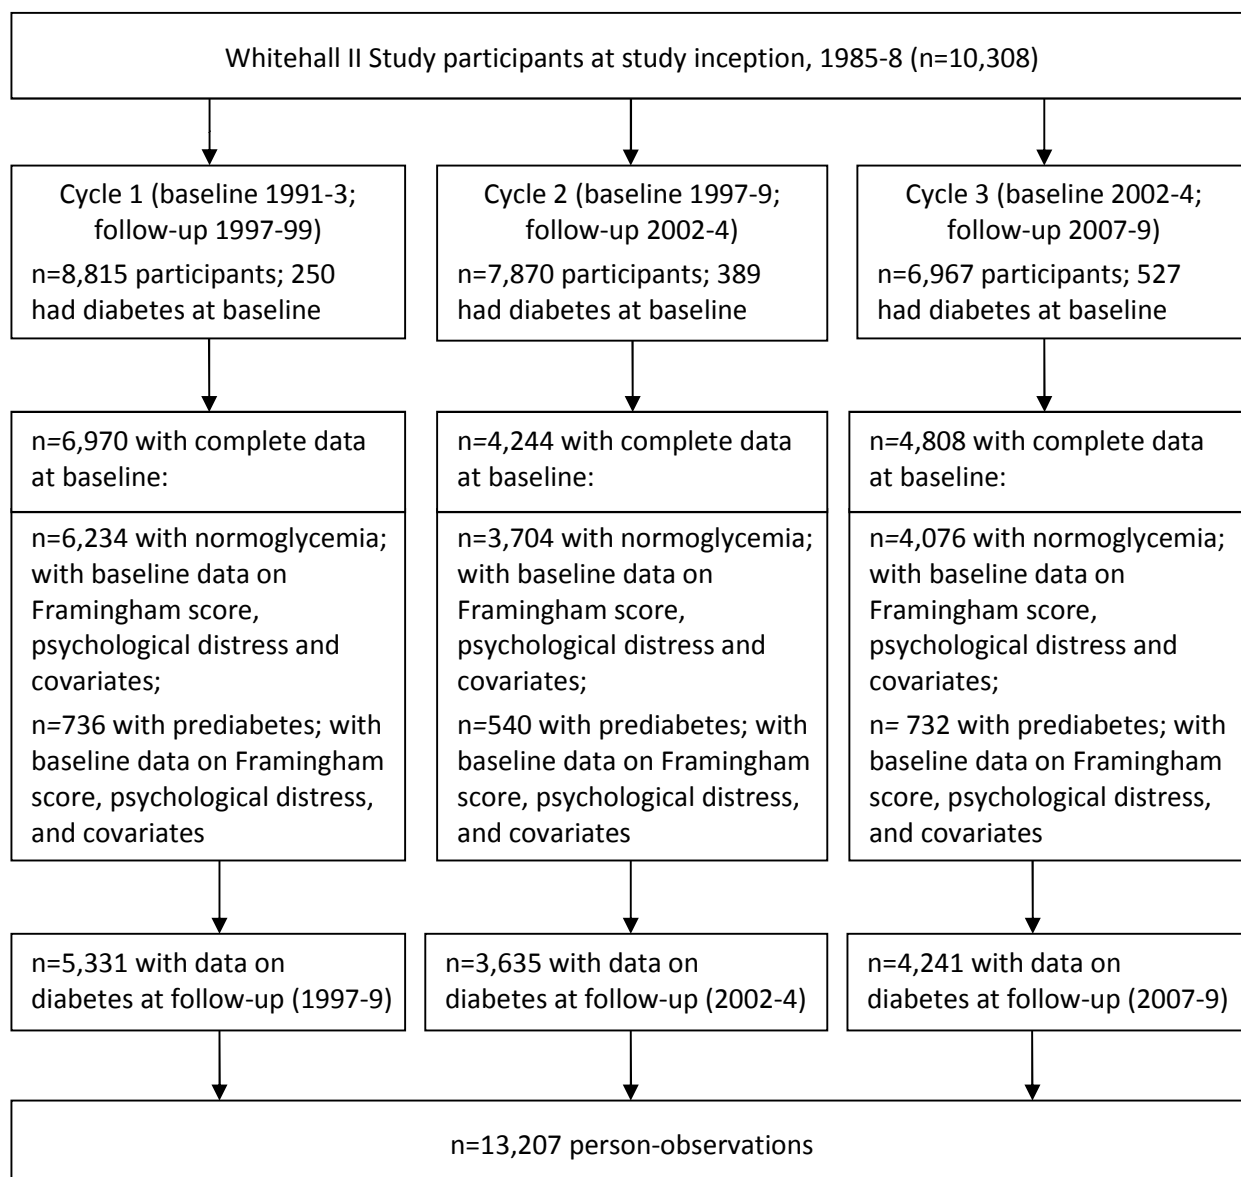 Whitehall II Study participants at study inception, 1985-8 (n=10,308)
Cycle 1 (baseline 1991-3;
follow-up 1997-99)
n=8,815 participants; 250
had diabetes at baseline
Cycle 2 (baseline 1997-9;
follow-up 2002-4)
n=7,870 participants; 389
had diabetes at baseline
Cycle 3 (baseline 2002-4;
follow-up 2007-9)
n=6,967 participants; 527
had diabetes at baseline
n=6,970 with complete data
at baseline:
n=4,244 with complete data
at baseline:
n=4,808 with complete data
at baseline:
n=6,234 with normoglycemia;
with baseline data on
Framingham score,
psychological distress and
covariates;
n=736 with prediabetes; with
baseline data on Framingham
score, psychological distress,
and covariates
n=3,704 with normoglycemia;
with baseline data on
Framingham score,
psychological distress and
covariates;
n=540 with prediabetes; with
baseline data on Framingham
score, psychological distress,
and covariates
n=4,076 with normoglycemia;
with baseline data on
Framingham score,
psychological distress and
covariates;
n= 732 with prediabetes; with
baseline data on Framingham
score, psychological distress,
and covariates
n=5,331 with data on
diabetes at follow-up (1997-9)
n=3,635 with data on
diabetes at follow-up (2002-4)
n=4,241 with data on
diabetes at follow-up (2007-9)
n=13,207 person-observations